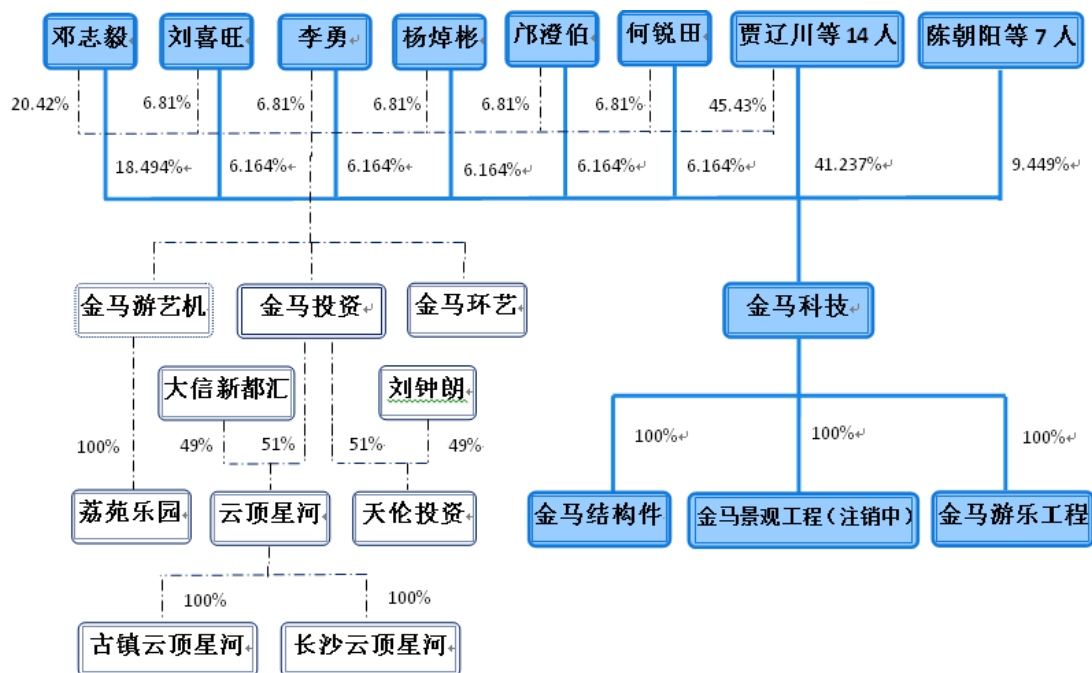 邓志毅
刘喜旺
李勇
杨焯彬
邝澄伯
何锐田
贾辽川等14人
陈朝阳等7人
20.42%
6.81%
6.81%
6.81%
6.81%
6.81%
45.43%
18.494%
6.164%
6.164%
6.164%
6.164%
6.164%
41.237%
9.449%
金马游艺机
金马投资
金马环艺
金马科技
大信新都汇
刘钟朗
100%
49%
51%
51%
49%
100%
100%
100%
荔苑乐园
云顶星河
天伦投资
金马结构件
金马景观工程（注销中）
金马游乐工程
100%
100%
古镇云顶星河
长沙云顶星河